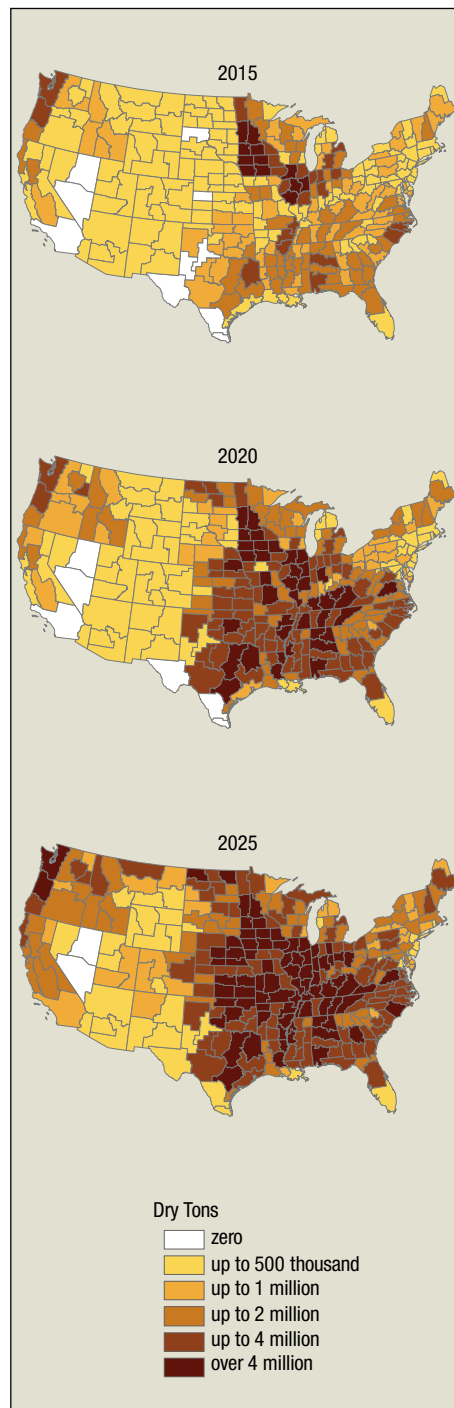 2015
2020
2025
Dry Tons
zero
up to 500 thousand
up to 1 million
up to 2 million
up to 4 million
over 4 million